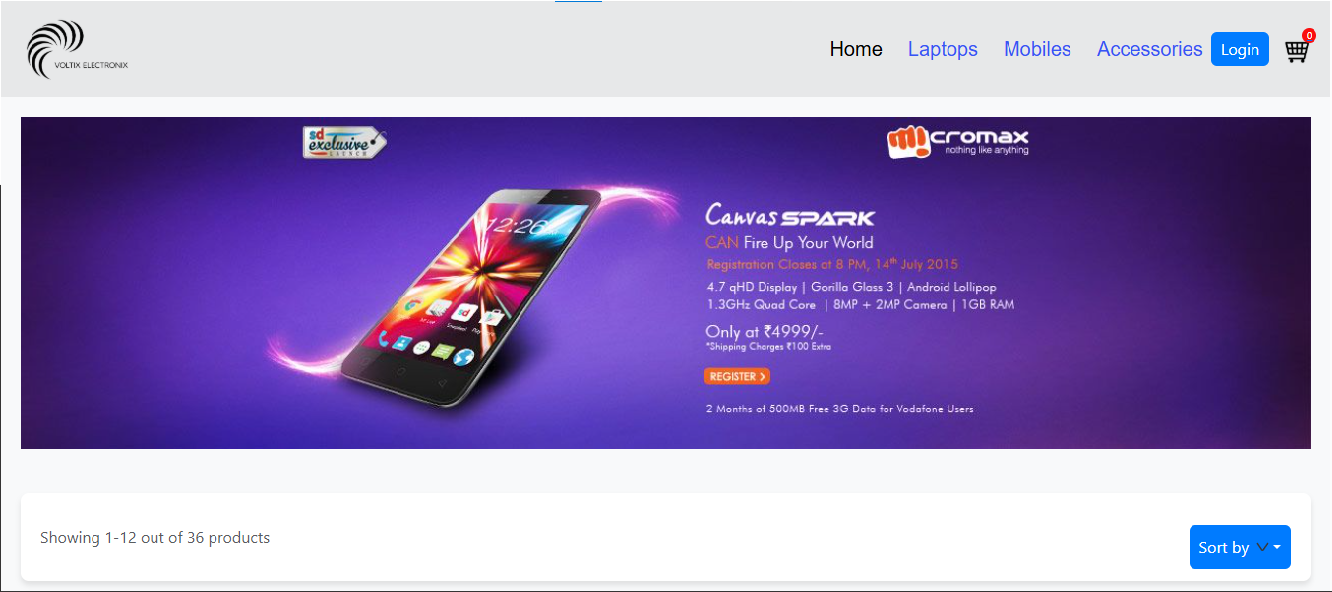 VOLTIX ELECTRONIX
Home Laptops Mobiles Accessories Login 0
sd
exclusive
LAUNCH
micromax
nothing like anything
12:26
Canvas SPARK
CAN Fire Up Your World
Registration Closes at 8 PM, 14th July 2015
4.7 qHD Display | Gorilla Glass 3 | Android Lollipop
1.3GHz Quad Core | 8MP + 2MP Camera | 1GB RAM
Only at ₹4999/-
*Shipping Charges ₹100 Extra
REGISTER >
2 Months of 500MB Free 3G Data for Vodafone Users
Showing 1-12 out of 36 products
Sort by